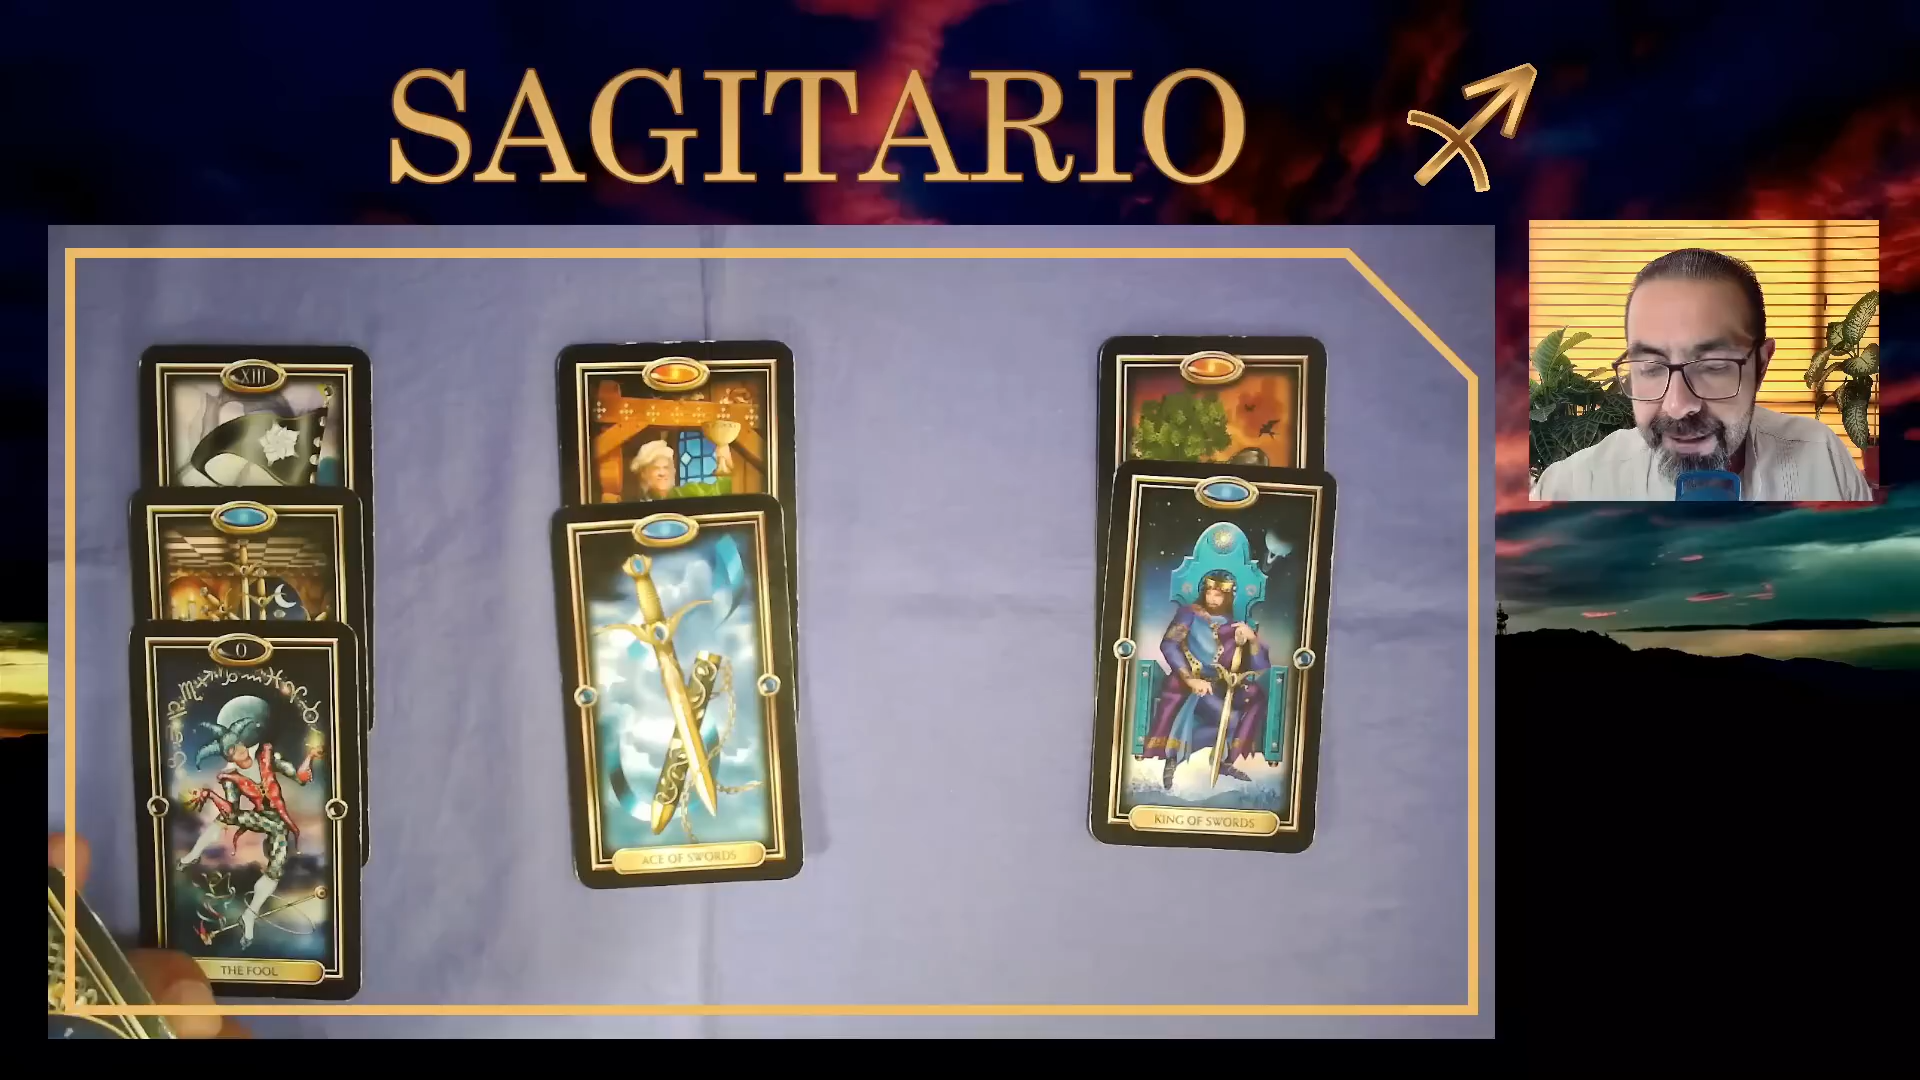 SAGITARIO
XIII
0
THE FOOL
ACE OF SWORDS
KING OF SWORDS